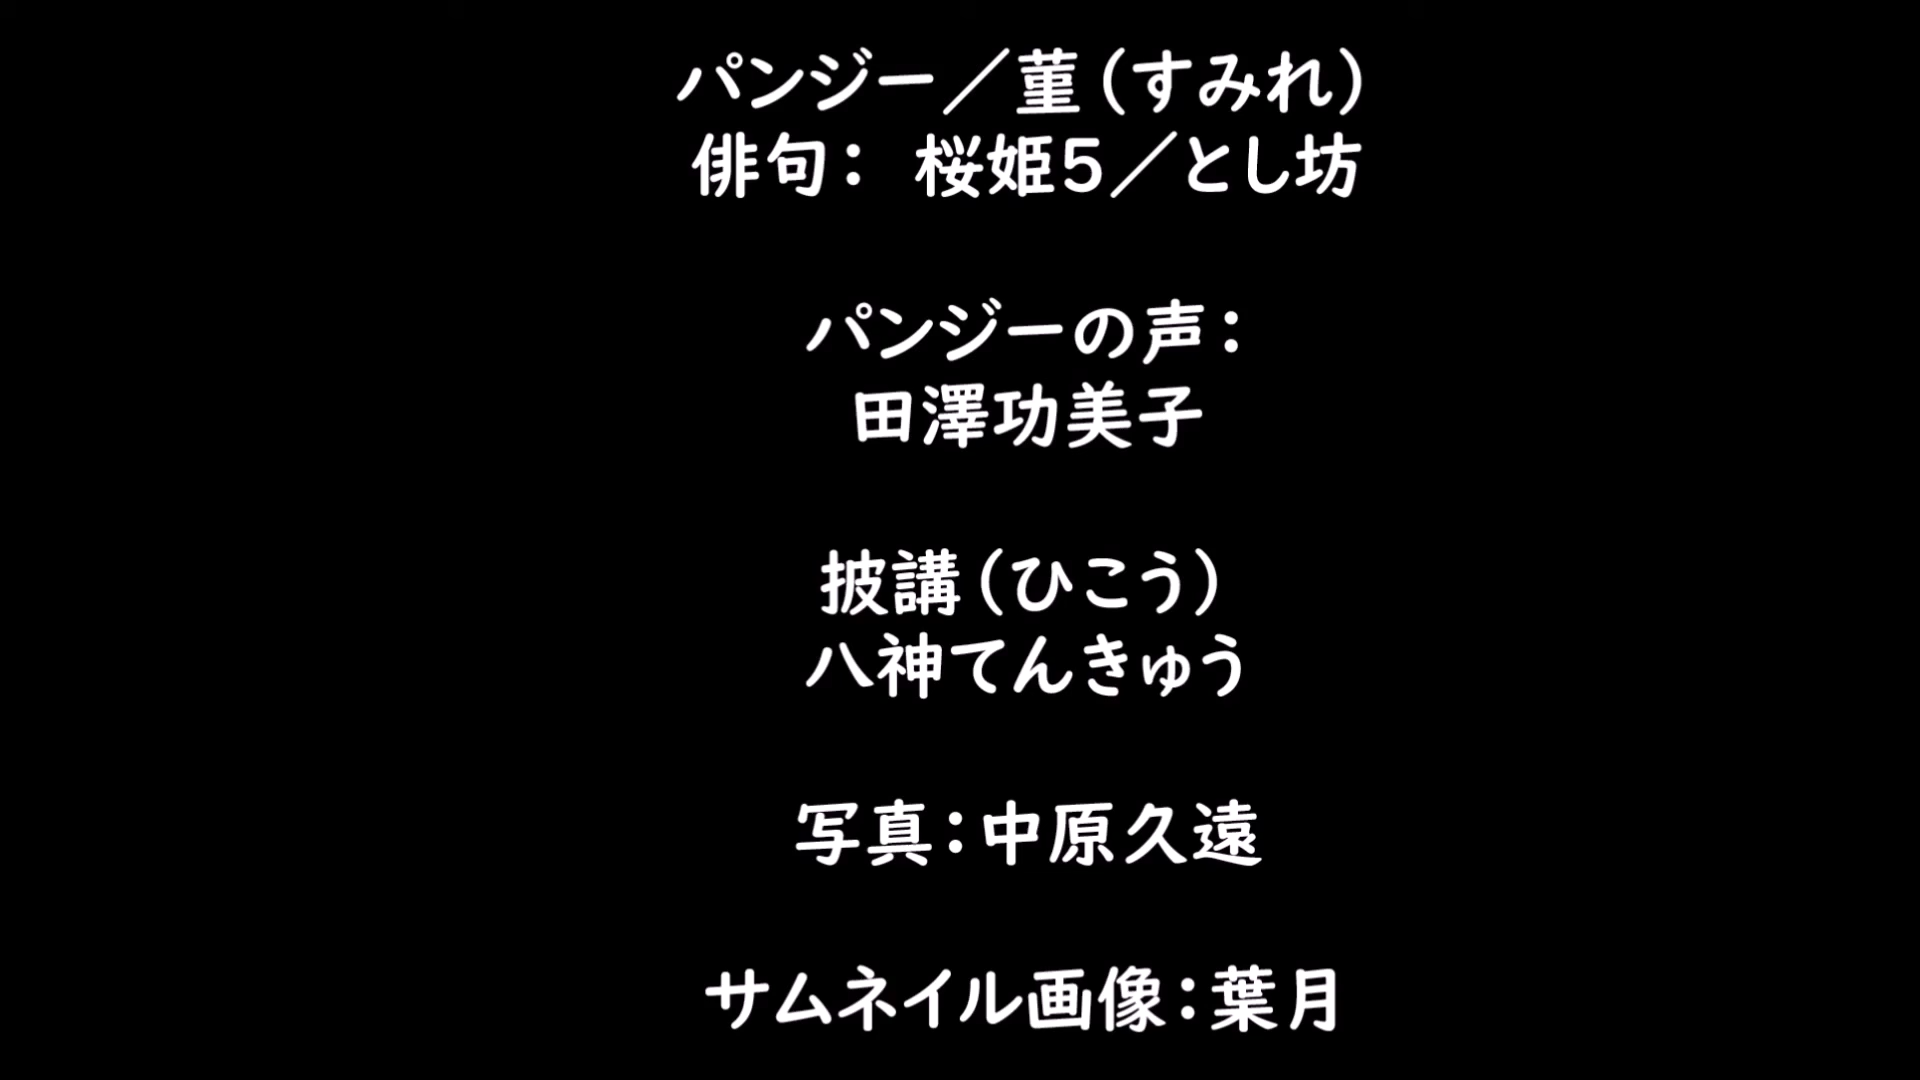 パンジー／菫（すみれ）
俳句： 桜姫５／とし坊
パンジーの声：
田澤功美子
披講（ひこう）
八神てんきゅう
写真：中原久遠
サムネイル画像：葉月